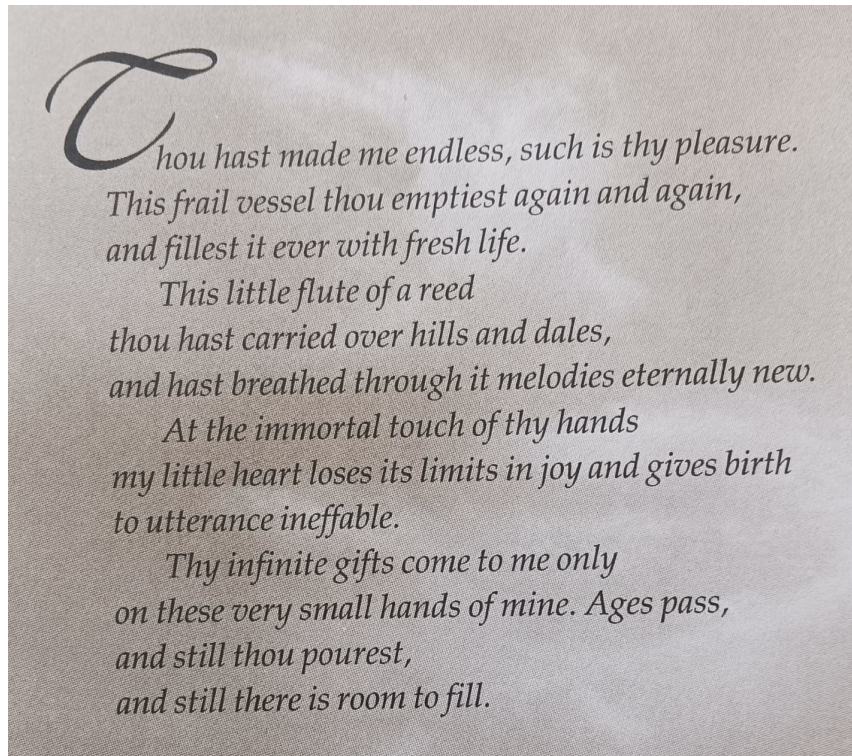 Thou hast made me endless, such is thy pleasure.
This frail vessel thou emptiest again and again,
and fillest it ever with fresh life.
This little flute of a reed
thou hast carried over hills and dales,
and hast breathed through it melodies eternally new.
At the immortal touch of thy hands
my little heart loses its limits in joy and gives birth
to utterance ineffable.
Thy infinite gifts come to me only
on these very small hands of mine. Ages pass,
and still thou pourest,
and still there is room to fill.